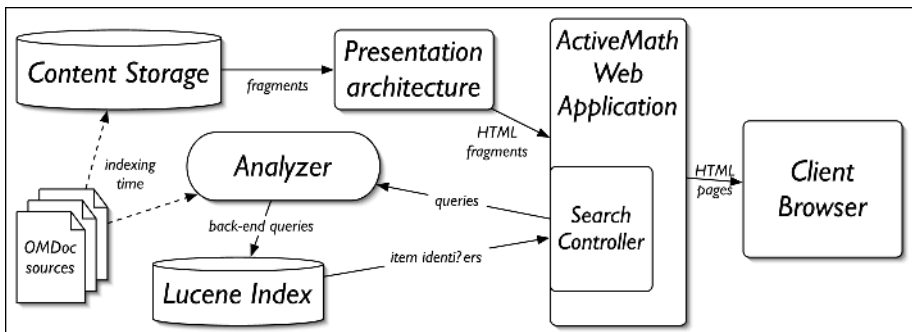 Content Storage
fragments
Presentation
architecture
ActiveMath
Web
Application
HTML
fragments
indexing
time
Analyzer
queries
Search
Controller
HTML
pages
Client
Browser
OMDoc
sources
back-end queries
item identi?ers
Lucene Index